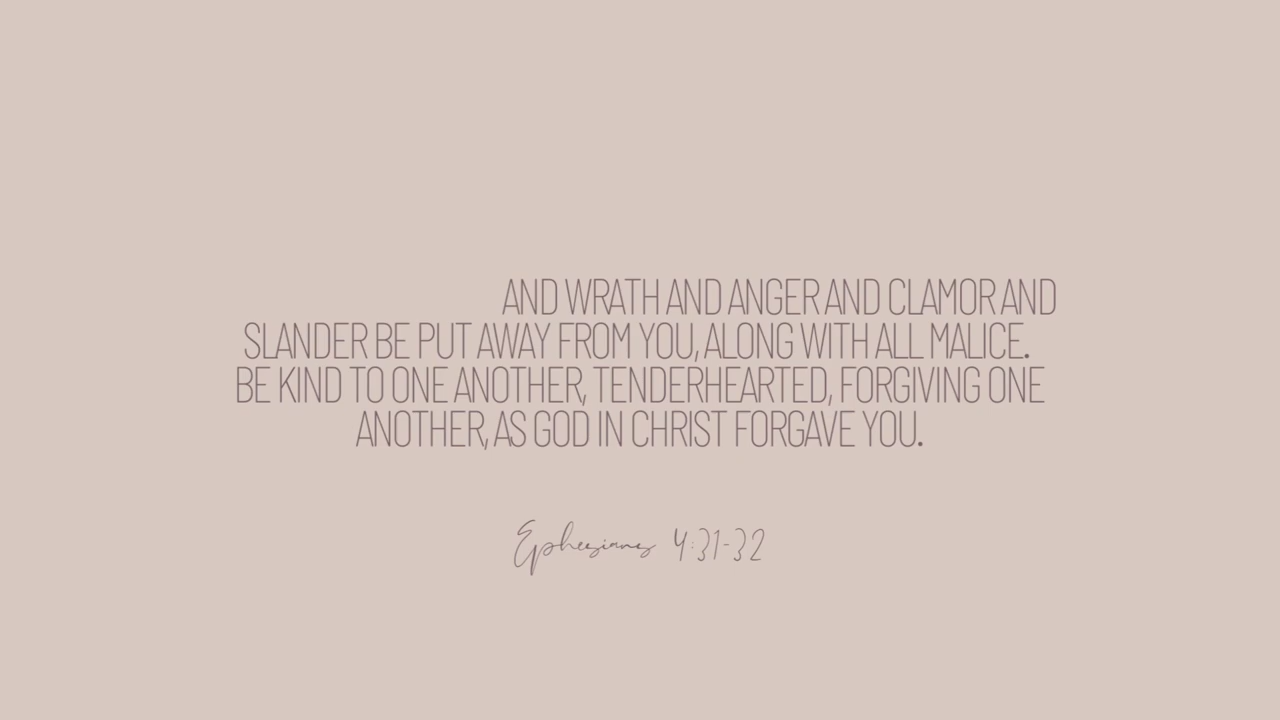 AND WRATH AND ANGER AND CLAMOR AND
SLANDER BE PUT AWAY FROM YOU, ALONG WITH ALL MALICE.
BE KIND TO ONE ANOTHER, TENDERHEARTED, FORGIVING ONE
ANOTHER, AS GOD IN CHRIST FORGAVE YOU.
Ephesians 4:31-32